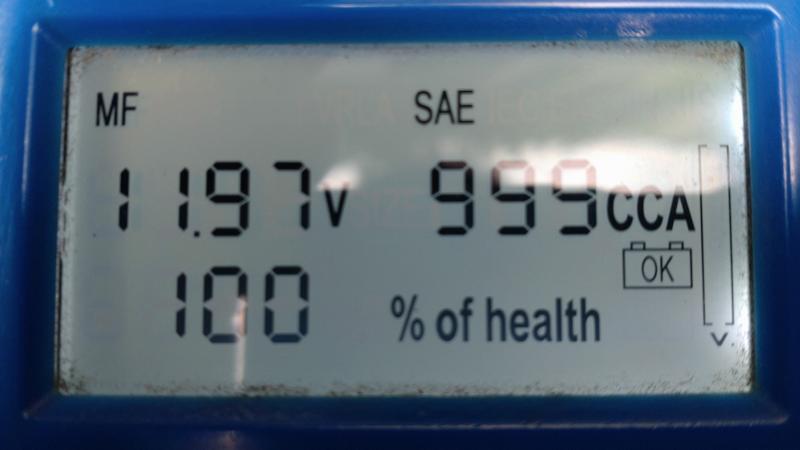 MF SAE
11.97V 999CCA
OK
100 % of health